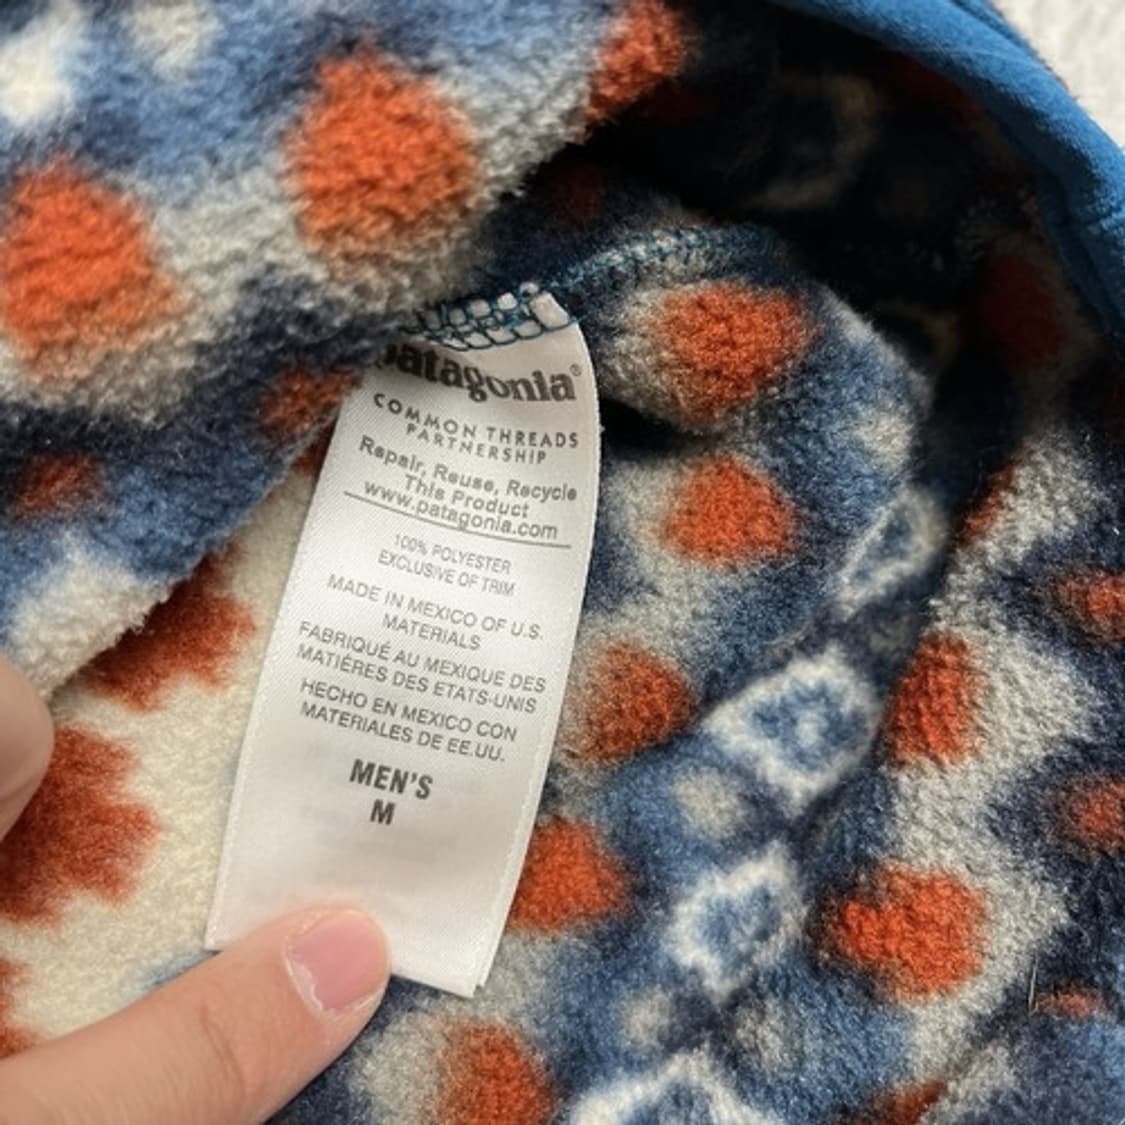 patagonia®
COMMON THREADS
PARTNERSHIP
Repair, Reuse, Recycle
This Product
www.patagonia.com
100% POLYESTER
EXCLUSIVE OF TRIM
MADE IN MEXICO OF U.S.
MATERIALS
FABRIQUÉ AU MEXIQUE DES
MATIÈRES DES ETATS-UNIS
HECHO EN MEXICO CON
MATERIALES DE EE.UU.
MEN'S
M